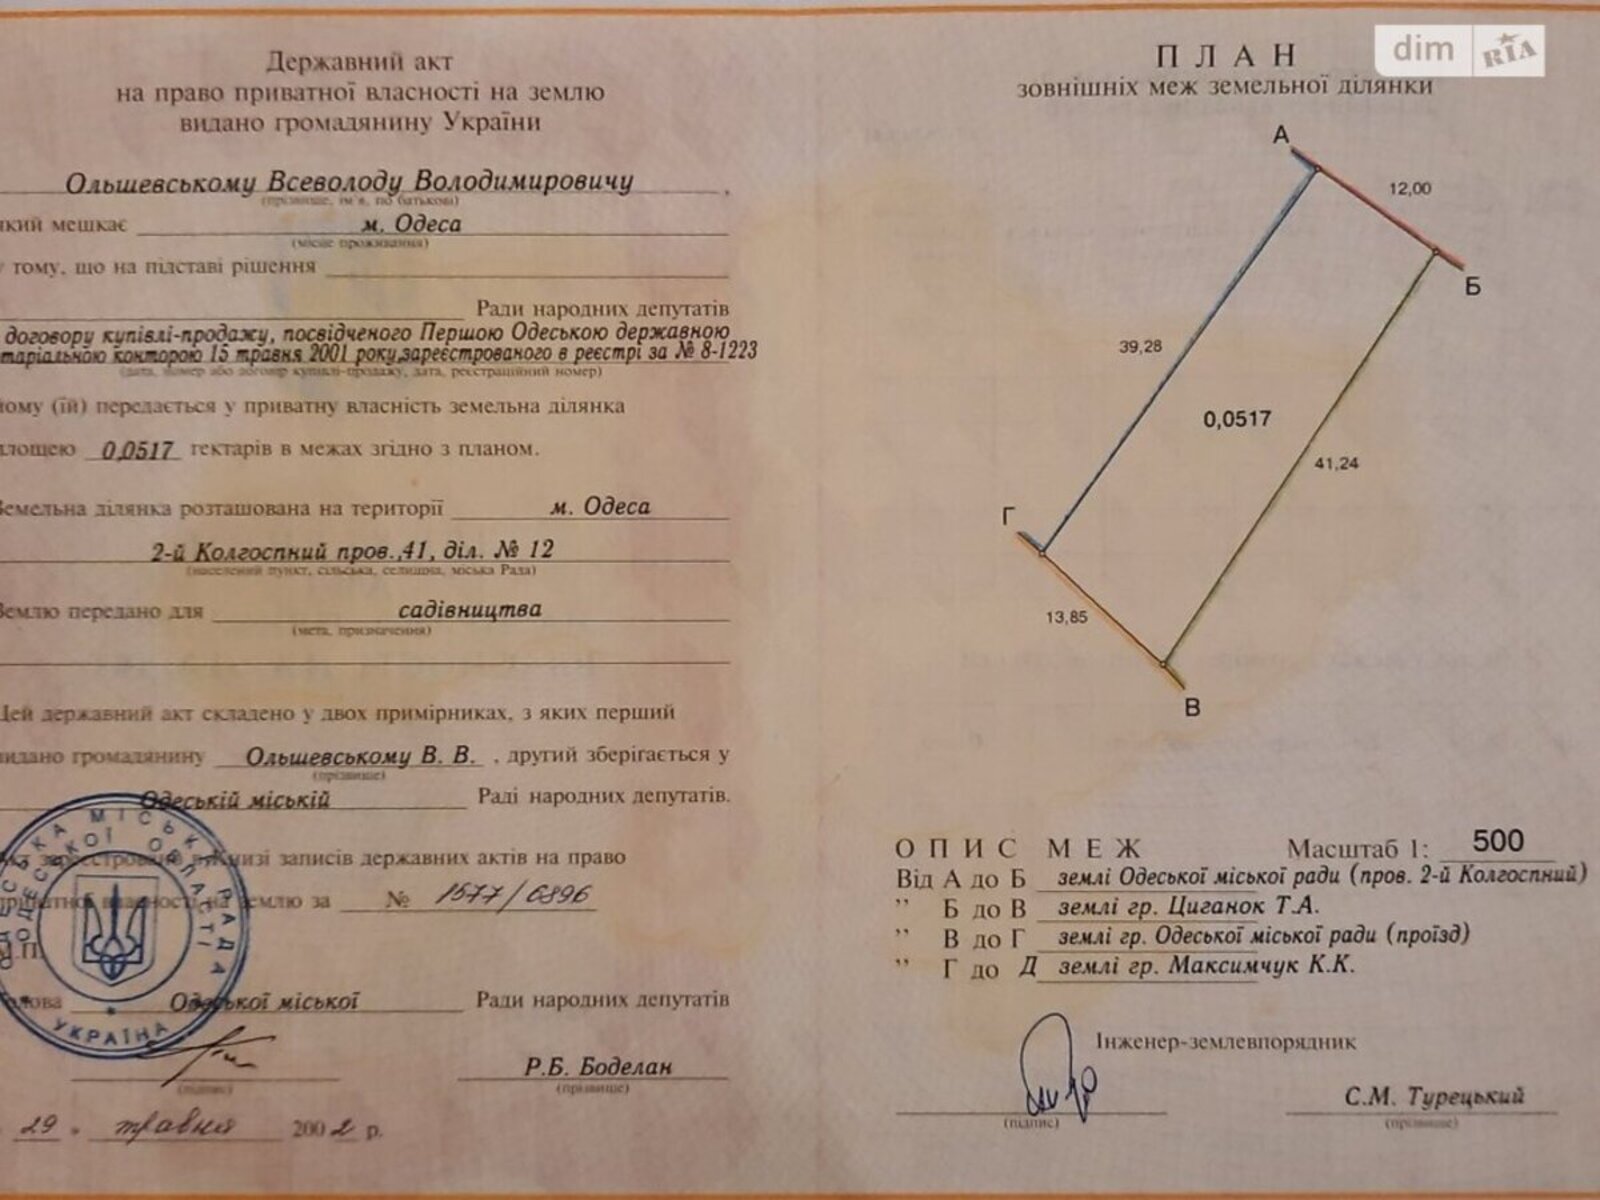 Державний акт
на право приватної власності на землю
видано громадянину України
Ольшевському Всеволоду Володимировичу,
(прізвище, ім'я, по батькові)
який мешкає м. Одеса
(місце проживання)
у тому, що на підставі рішення
Ради народних депутатів
договору купівлі-продажу, посвідченого Першою Одеською державною
таріальною конторою 15 травня 2001 року,зареєстрованого в реєстрі за № 8-1223
(дата, номер або договір купівлі-продажу, дата, реєстраційний номер)
йому (їй) передається у приватну власність земельна ділянка
площею 0,0517 гектарів в межах згідно з планом.
Земельна ділянка розташована на території м. Одеса
2-й Колгоспний пров.,41, діл. № 12
(населений пункт, сільська, селищна, міська Рада)
Землю передано для садівництва
(мета, призначення)
Цей державний акт складено у двох примірниках, з яких перший
видано громадянину Ольшевському В. В. , другий зберігається у
(прізвище)
Одеській міській Раді народних депутатів.
Акт зареєстровано в Книзі записів державних актів на право
приватної власності на землю за № 1577/6896
М.П.
Голова Одеської міської Ради народних депутатів
Р.Б. Боделан
(підпис) (прізвище)
29 " травня 2002 р.
ОДЕСЬКА МІСЬКА РАДА
ОДЕСЬКОЇ ОБЛАСТІ
УКРАЇНА
ПЛАН
зовнішніх меж земельної ділянки
dim RIA
А
12,00
Б
39,28
0,0517
41,24
Г
13,85
В
ОПИС МЕЖ Масштаб 1: 500
Від А до Б землі Одеської міської ради (пров. 2-й Колгоспний)
" Б до В землі гр. Циганок Т.А.
" В до Г землі гр. Одеської міської ради (проїзд)
" Г до Д землі гр. Максимчук К.К.
Інженер-землевпорядник
С.М. Турецький
(підпис) (прізвище)